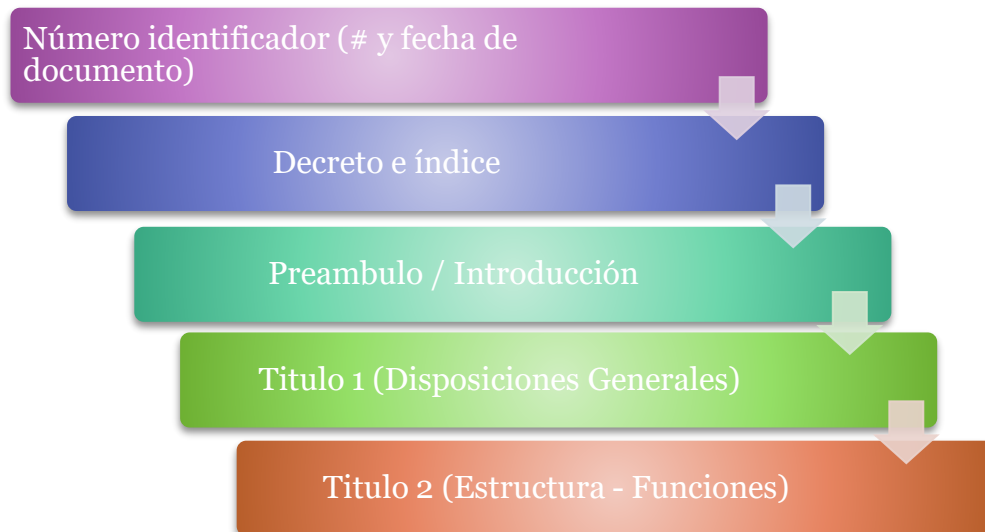 Número identificador (# y fecha de
documento)
Decreto e índice
Preambulo / Introducción
Titulo 1 (Disposiciones Generales)
Titulo 2 (Estructura - Funciones)